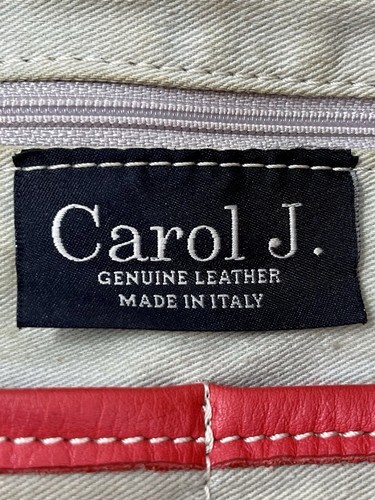 Carol J.
GENUINE LEATHER
MADE IN ITALY